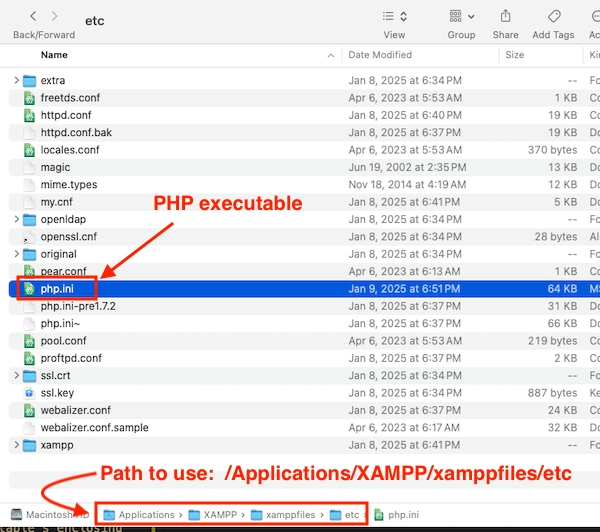 etc
Back/Forward View Group Share Add Tags Ac
Name Date Modified Size Kin
extra Jan 8, 2025 at 6:34 PM -- Fo
freetds.conf Apr 6, 2023 at 5:53 AM 1 KB Co
httpd.conf Jan 8, 2025 at 6:40 PM 19 KB Co
httpd.conf.bak Jan 8, 2025 at 6:37 PM 19 KB Do
locales.conf Apr 6, 2023 at 5:53 AM 370 bytes Co
magic Jun 19, 2002 at 2:35 PM 13 KB Do
mime.types Nov 18, 2014 at 4:19 AM 12 KB Do
my.cnf Jan 8, 2025 at 6:41 PM 5 KB Do
PHP executable
openldap Jan 8, 2025 at 6:34 PM -- Fo
openssl.cnf Jan 8, 2025 at 6:34 PM 28 bytes Al
original Jan 8, 2025 at 6:34 PM -- Fo
pear.conf Apr 6, 2023 at 6:13 AM 1 KB Co
php.ini Jan 9, 2025 at 6:51 PM 64 KB MS
php.ini-pre1.7.2 Jan 8, 2025 at 6:37 PM 31 KB Do
php.ini~ Jan 8, 2025 at 6:37 PM 66 KB Do
pool.conf Apr 6, 2023 at 5:53 AM 219 bytes Co
proftpd.conf Jan 8, 2025 at 6:37 PM 2 KB Co
ssl.crt Jan 8, 2025 at 6:34 PM -- Fo
ssl.key Jan 8, 2025 at 6:34 PM 887 bytes Ke
webalizer.conf Jan 8, 2025 at 6:37 PM 24 KB Co
webalizer.conf.sample Apr 6, 2023 at 6:17 AM 32 KB Do
xampp Jan 8, 2025 at 6:37 PM -- Fo
Path to use: /Applications/XAMPP/xamppfiles/etc
Macintosh HD Applications › XAMPP › xamppfiles › etc › php.ini